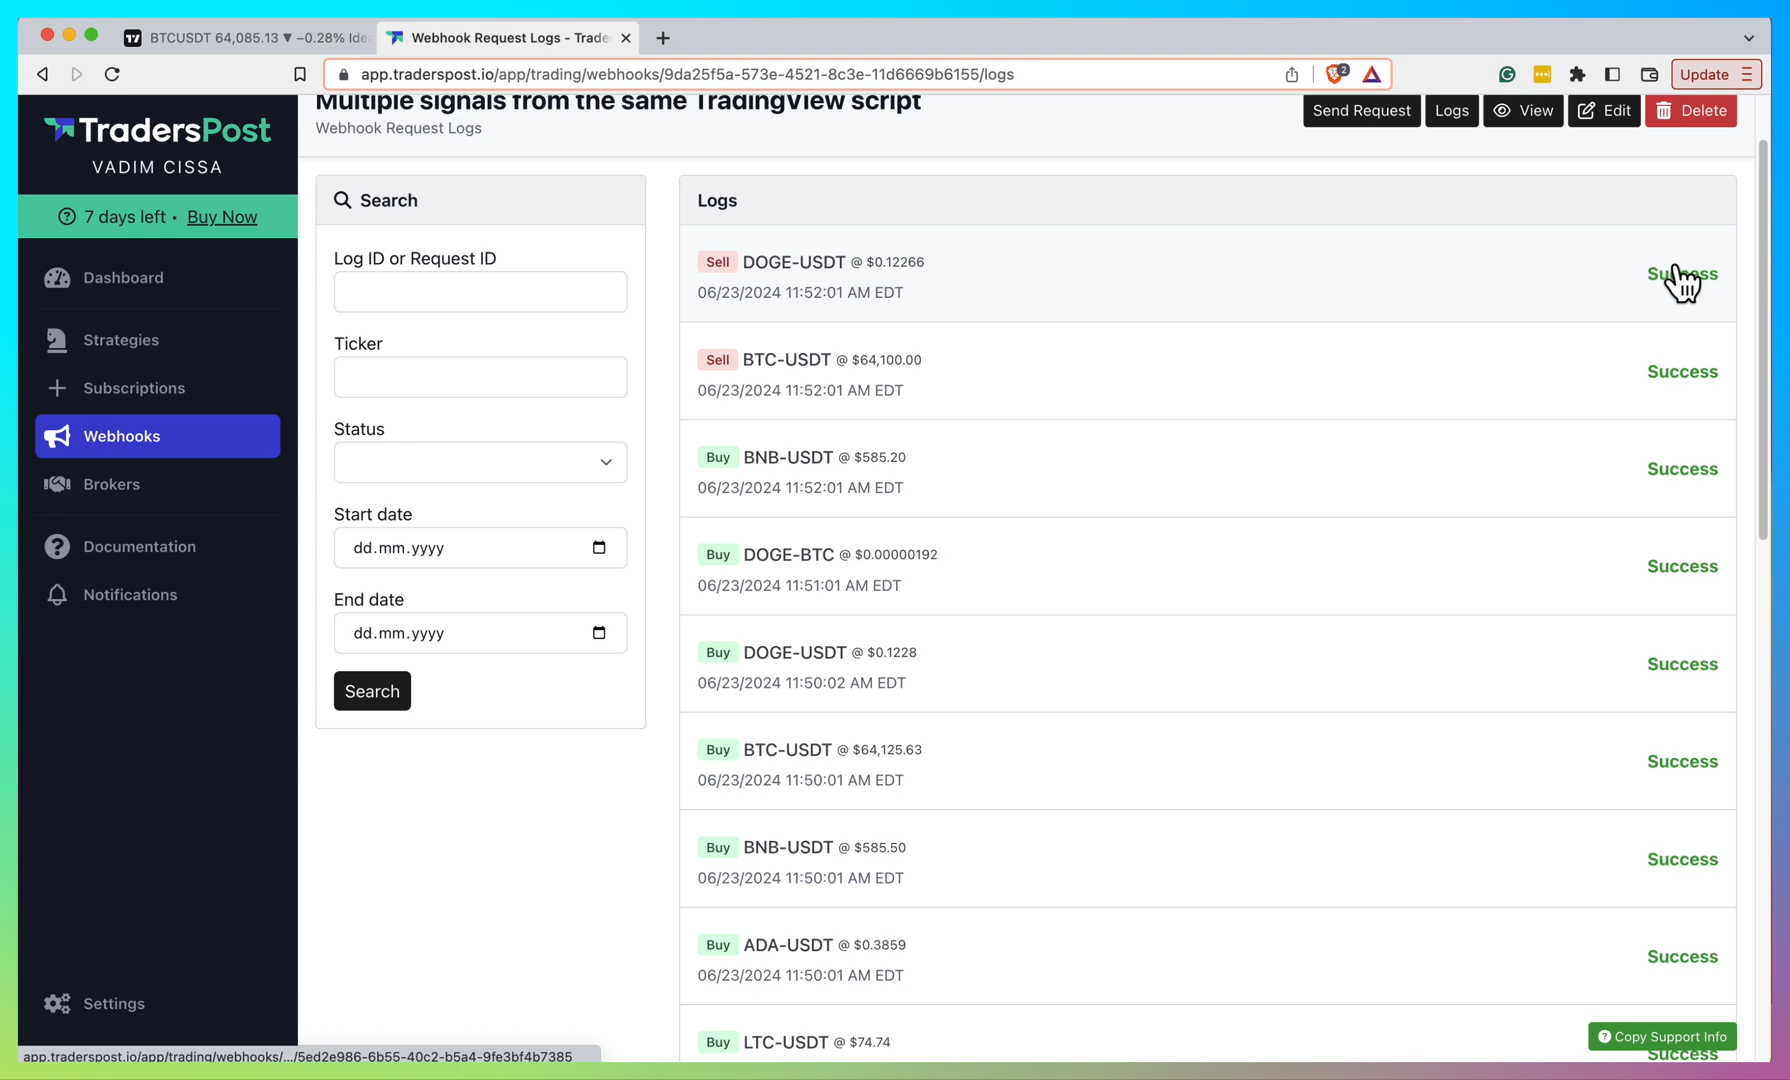 BTCUSDT 64,085.13 ▼ −0.28% Ide
Webhook Request Logs - Trade
app.traderspost.io/app/trading/webhooks/9da25f5a-573e-4521-8c3e-11d6669b6155/logs
2
Update
TradersPost
VADIM CISSA
7 days left • Buy Now
Dashboard
Strategies
Subscriptions
Webhooks
Brokers
Documentation
Notifications
Settings
app.traderspost.io/app/trading/webhooks/.../5ed2e986-6b55-40c2-b5a4-9fe3bf4b7385
Multiple signals from the same TradingView script
Webhook Request Logs
Send Request
Logs
View
Edit
Delete
Search
Log ID or Request ID
Ticker
Status
Start date
dd.mm.yyyy
End date
dd.mm.yyyy
Search
Logs
Sell DOGE-USDT @ $0.12266
06/23/2024 11:52:01 AM EDT
Success
Sell BTC-USDT @ $64,100.00
06/23/2024 11:52:01 AM EDT
Success
Buy BNB-USDT @ $585.20
06/23/2024 11:52:01 AM EDT
Success
Buy DOGE-BTC @ $0.00000192
06/23/2024 11:51:01 AM EDT
Success
Buy DOGE-USDT @ $0.1228
06/23/2024 11:50:02 AM EDT
Success
Buy BTC-USDT @ $64,125.63
06/23/2024 11:50:01 AM EDT
Success
Buy BNB-USDT @ $585.50
06/23/2024 11:50:01 AM EDT
Success
Buy ADA-USDT @ $0.3859
06/23/2024 11:50:01 AM EDT
Success
Buy LTC-USDT @ $74.74
Copy Support Info
Success